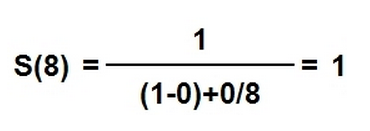 S(8) = 1 / (1-0)+0/8 = 1